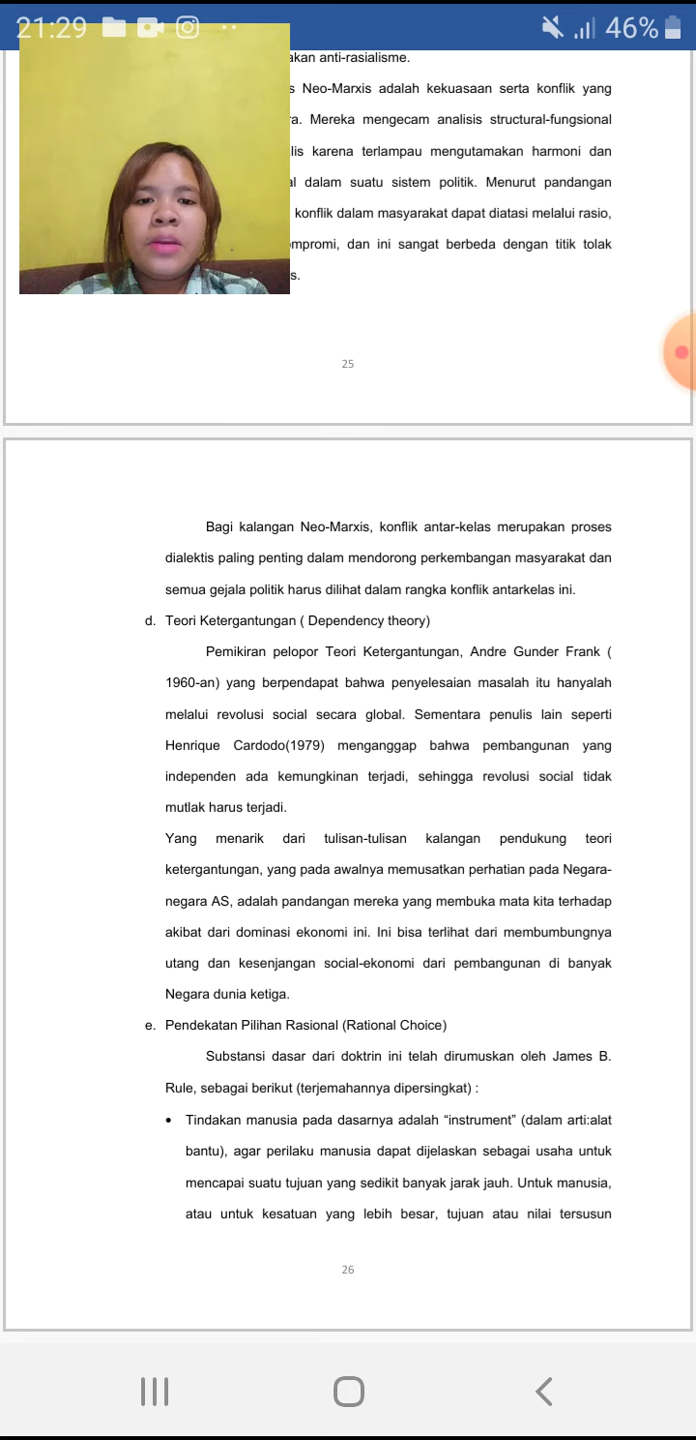 21:29 46%
akan anti-rasialisme.
s Neo-Marxis adalah kekuasaan serta konflik yang
ra. Mereka mengecam analisis structural-fungsional
lis karena terlampau mengutamakan harmoni dan
al dalam suatu sistem politik. Menurut pandangan
konflik dalam masyarakat dapat diatasi melalui rasio,
ompromi, dan ini sangat berbeda dengan titik tolak
s.
25
Bagi kalangan Neo-Marxis, konflik antar-kelas merupakan proses
dialektis paling penting dalam mendorong perkembangan masyarakat dan
semua gejala politik harus dilihat dalam rangka konflik antarkelas ini.
d. Teori Ketergantungan ( Dependency theory)
Pemikiran pelopor Teori Ketergantungan, Andre Gunder Frank (
1960-an) yang berpendapat bahwa penyelesaian masalah itu hanyalah
melalui revolusi social secara global. Sementara penulis lain seperti
Henrique Cardodo(1979) menganggap bahwa pembangunan yang
independen ada kemungkinan terjadi, sehingga revolusi social tidak
mutlak harus terjadi.
Yang menarik dari tulisan-tulisan kalangan pendukung teori
ketergantungan, yang pada awalnya memusatkan perhatian pada Negara-
negara AS, adalah pandangan mereka yang membuka mata kita terhadap
akibat dari dominasi ekonomi ini. Ini bisa terlihat dari membumbungnya
utang dan kesenjangan social-ekonomi dari pembangunan di banyak
Negara dunia ketiga.
e. Pendekatan Pilihan Rasional (Rational Choice)
Substansi dasar dari doktrin ini telah dirumuskan oleh James B.
Rule, sebagai berikut (terjemahannya dipersingkat) :
• Tindakan manusia pada dasarnya adalah “instrument” (dalam arti:alat
bantu), agar perilaku manusia dapat dijelaskan sebagai usaha untuk
mencapai suatu tujuan yang sedikit banyak jarak jauh. Untuk manusia,
atau untuk kesatuan yang lebih besar, tujuan atau nilai tersusun
26